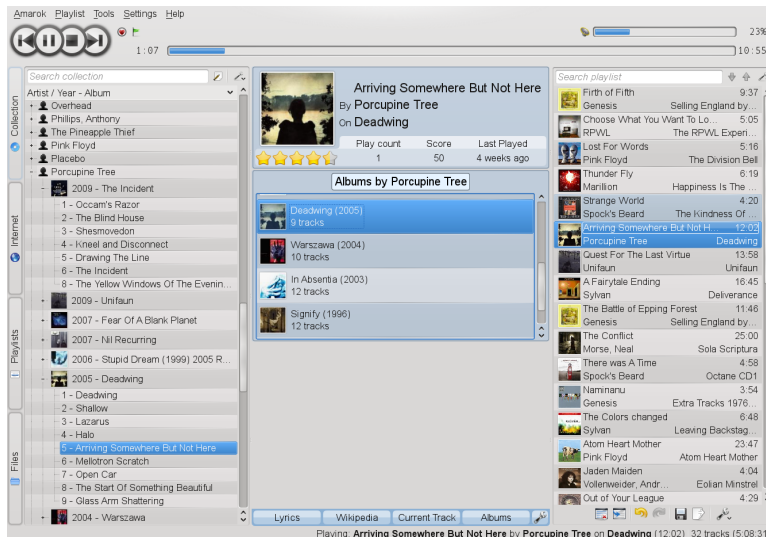 Amarok Playlist Tools Settings Help
23%
1:07
10:55
Search collection
Artist / Year - Album
Overhead
Phillips, Anthony
The Pineapple Thief
Pink Floyd
Placebo
Porcupine Tree
2009 - The Incident
1 - Occam's Razor
2 - The Blind House
3 - Shesmovedon
4 - Kneel and Disconnect
5 - Drawing The Line
6 - The Incident
8 - The Yellow Windows Of The Evenin...
2009 - Unifaun
2007 - Fear Of A Blank Planet
2007 - Nil Recurring
2006 - Stupid Dream (1999) 2005 R...
2005 - Deadwing
1 - Deadwing
2 - Shallow
3 - Lazarus
4 - Halo
5 - Arriving Somewhere But Not Here
6 - Mellotron Scratch
7 - Open Car
8 - The Start Of Something Beautiful
9 - Glass Arm Shattering
2004 - Warszawa
Collection
Internet
Playlists
Files
Arriving Somewhere But Not Here
By Porcupine Tree
On Deadwing
Play count Score Last Played
1 50 4 weeks ago
Albums by Porcupine Tree
Deadwing (2005)
9 tracks
Warszawa (2004)
10 tracks
In Absentia (2003)
12 tracks
Signify (1996)
12 tracks
Lyrics Wikipedia Current Track Albums
Search playlist
Firth of Fifth 9:37
Genesis Selling England by...
Choose What You Want To Lo... 5:05
RPWL The RPWL Experi...
Lost For Words 5:16
Pink Floyd The Division Bell
Thunder Fly 6:19
Marillion Happiness Is The ...
Strange World 4:20
Spock's Beard The Kindness Of ...
Arriving Somewhere But Not H... 12:02
Porcupine Tree Deadwing
Quest For The Last Virtue 13:58
Unifaun Unifaun
A Fairytale Ending 16:45
Sylvan Deliverance
The Battle of Epping Forest 11:46
Genesis Selling England by...
The Conflict 25:00
Morse, Neal Sola Scriptura
There was A Time 4:58
Spock's Beard Octane CD1
Naminanu 3:54
Genesis Extra Tracks 1976...
The Colors changed 6:48
Sylvan Leaving Backstag...
Atom Heart Mother 23:47
Pink Floyd Atom Heart Mother
Jaden Maiden 4:04
Vollenweider, Andr... Eolian Minstrel
Out of Your League 4:29
Playing: Arriving Somewhere But Not Here by Porcupine Tree on Deadwing (12:02) 32 tracks (5:08:31